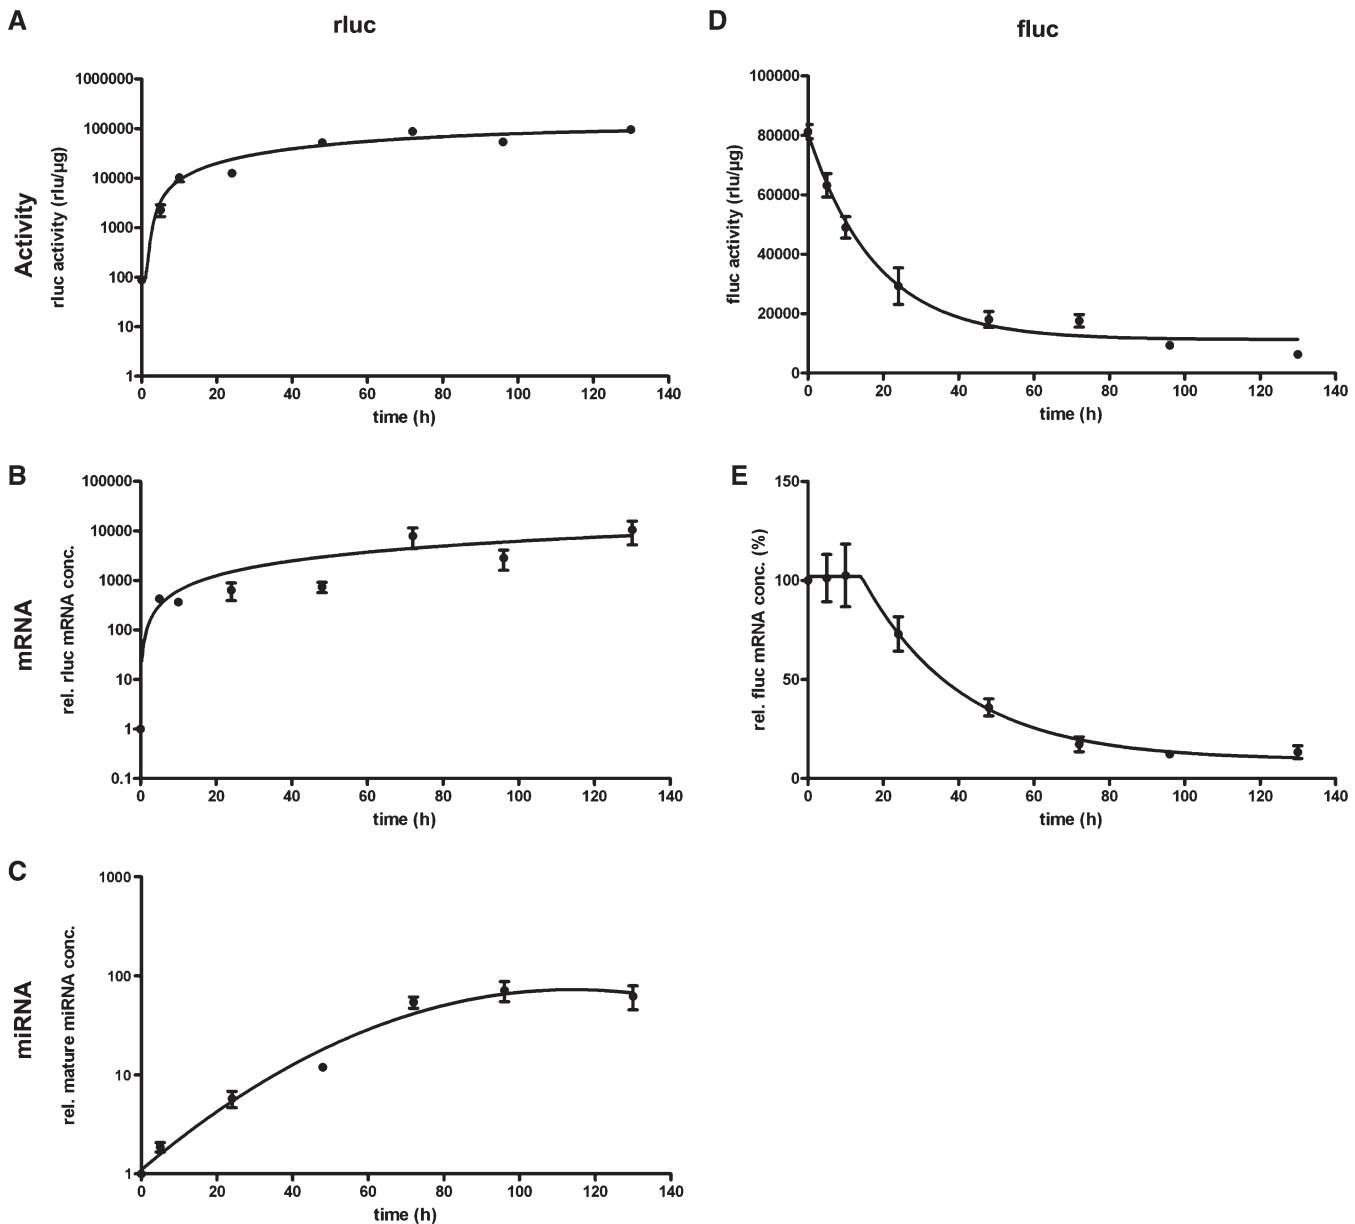 A
rluc
Activity
rluc activity (rlu/µg)
1000000
100000
10000
1000
100
10
1
0 20 40 60 80 100 120 140
time (h)
D
fluc
fluc activity (rlu/µg)
100000
80000
60000
40000
20000
0
0 20 40 60 80 100 120 140
time (h)
B
mRNA
rel. rluc mRNA conc.
100000
10000
1000
100
10
1
0.1
0 20 40 60 80 100 120 140
time (h)
E
rel. fluc mRNA conc. (%)
150
100
50
0
0 20 40 60 80 100 120 140
time (h)
C
miRNA
rel. mature miRNA conc.
1000
100
10
1
0 20 40 60 80 100 120 140
time (h)